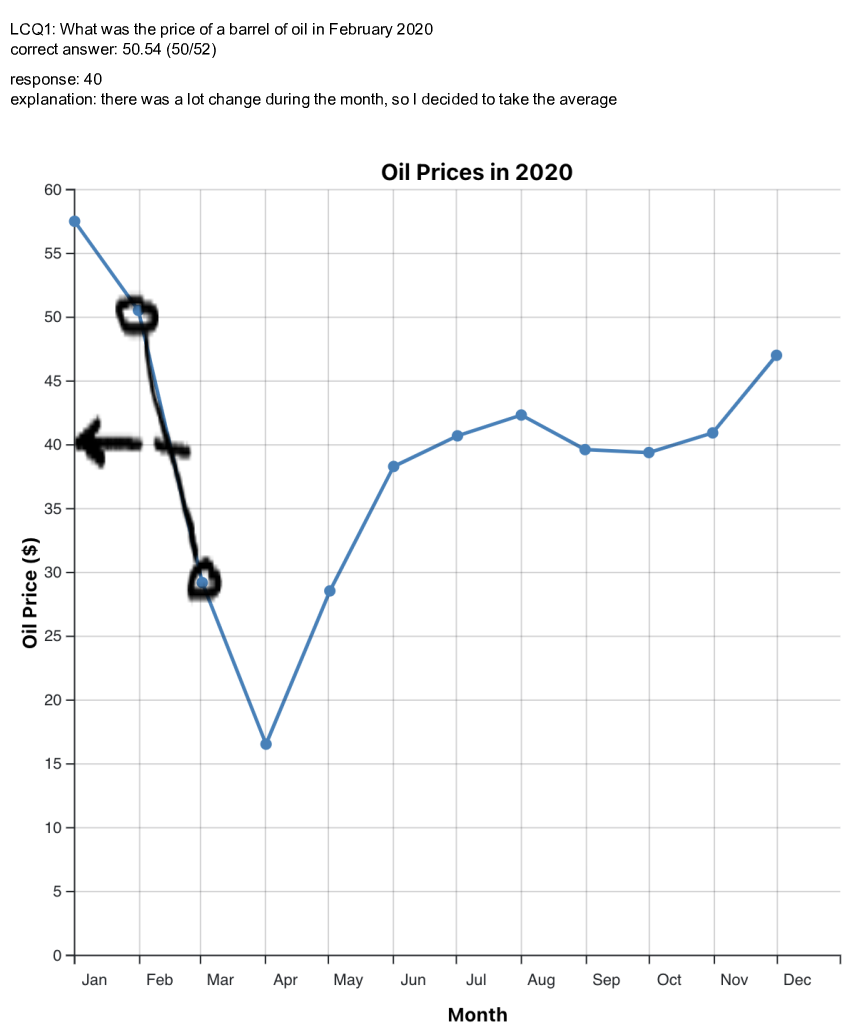 LCQ1: What was the price of a barrel of oil in February 2020
correct answer: 50.54 (50/52)
response: 40
explanation: there was a lot change during the month, so I decided to take the average
Oil Prices in 2020
60
55
50
45
40
35
30
25
20
15
10
5
0
Oil Price ($)
Jan Feb Mar Apr May Jun Jul Aug Sep Oct Nov Dec
Month